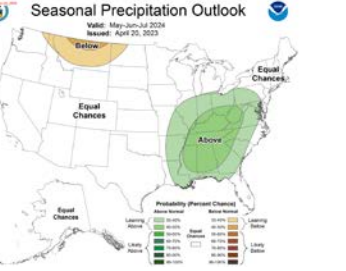 Seasonal Precipitation Outlook
Valid: May-Jun-Jul 2024
Issued: April 20, 2023
Below
Equal
Chances
Equal
Chances
Above
Equal
Chances
Probability (Percent Chance)
Above Normal
Below Normal
Leaning
Above
Equal
Chances
Leaning
Below
Likely
Above
Likely
Below